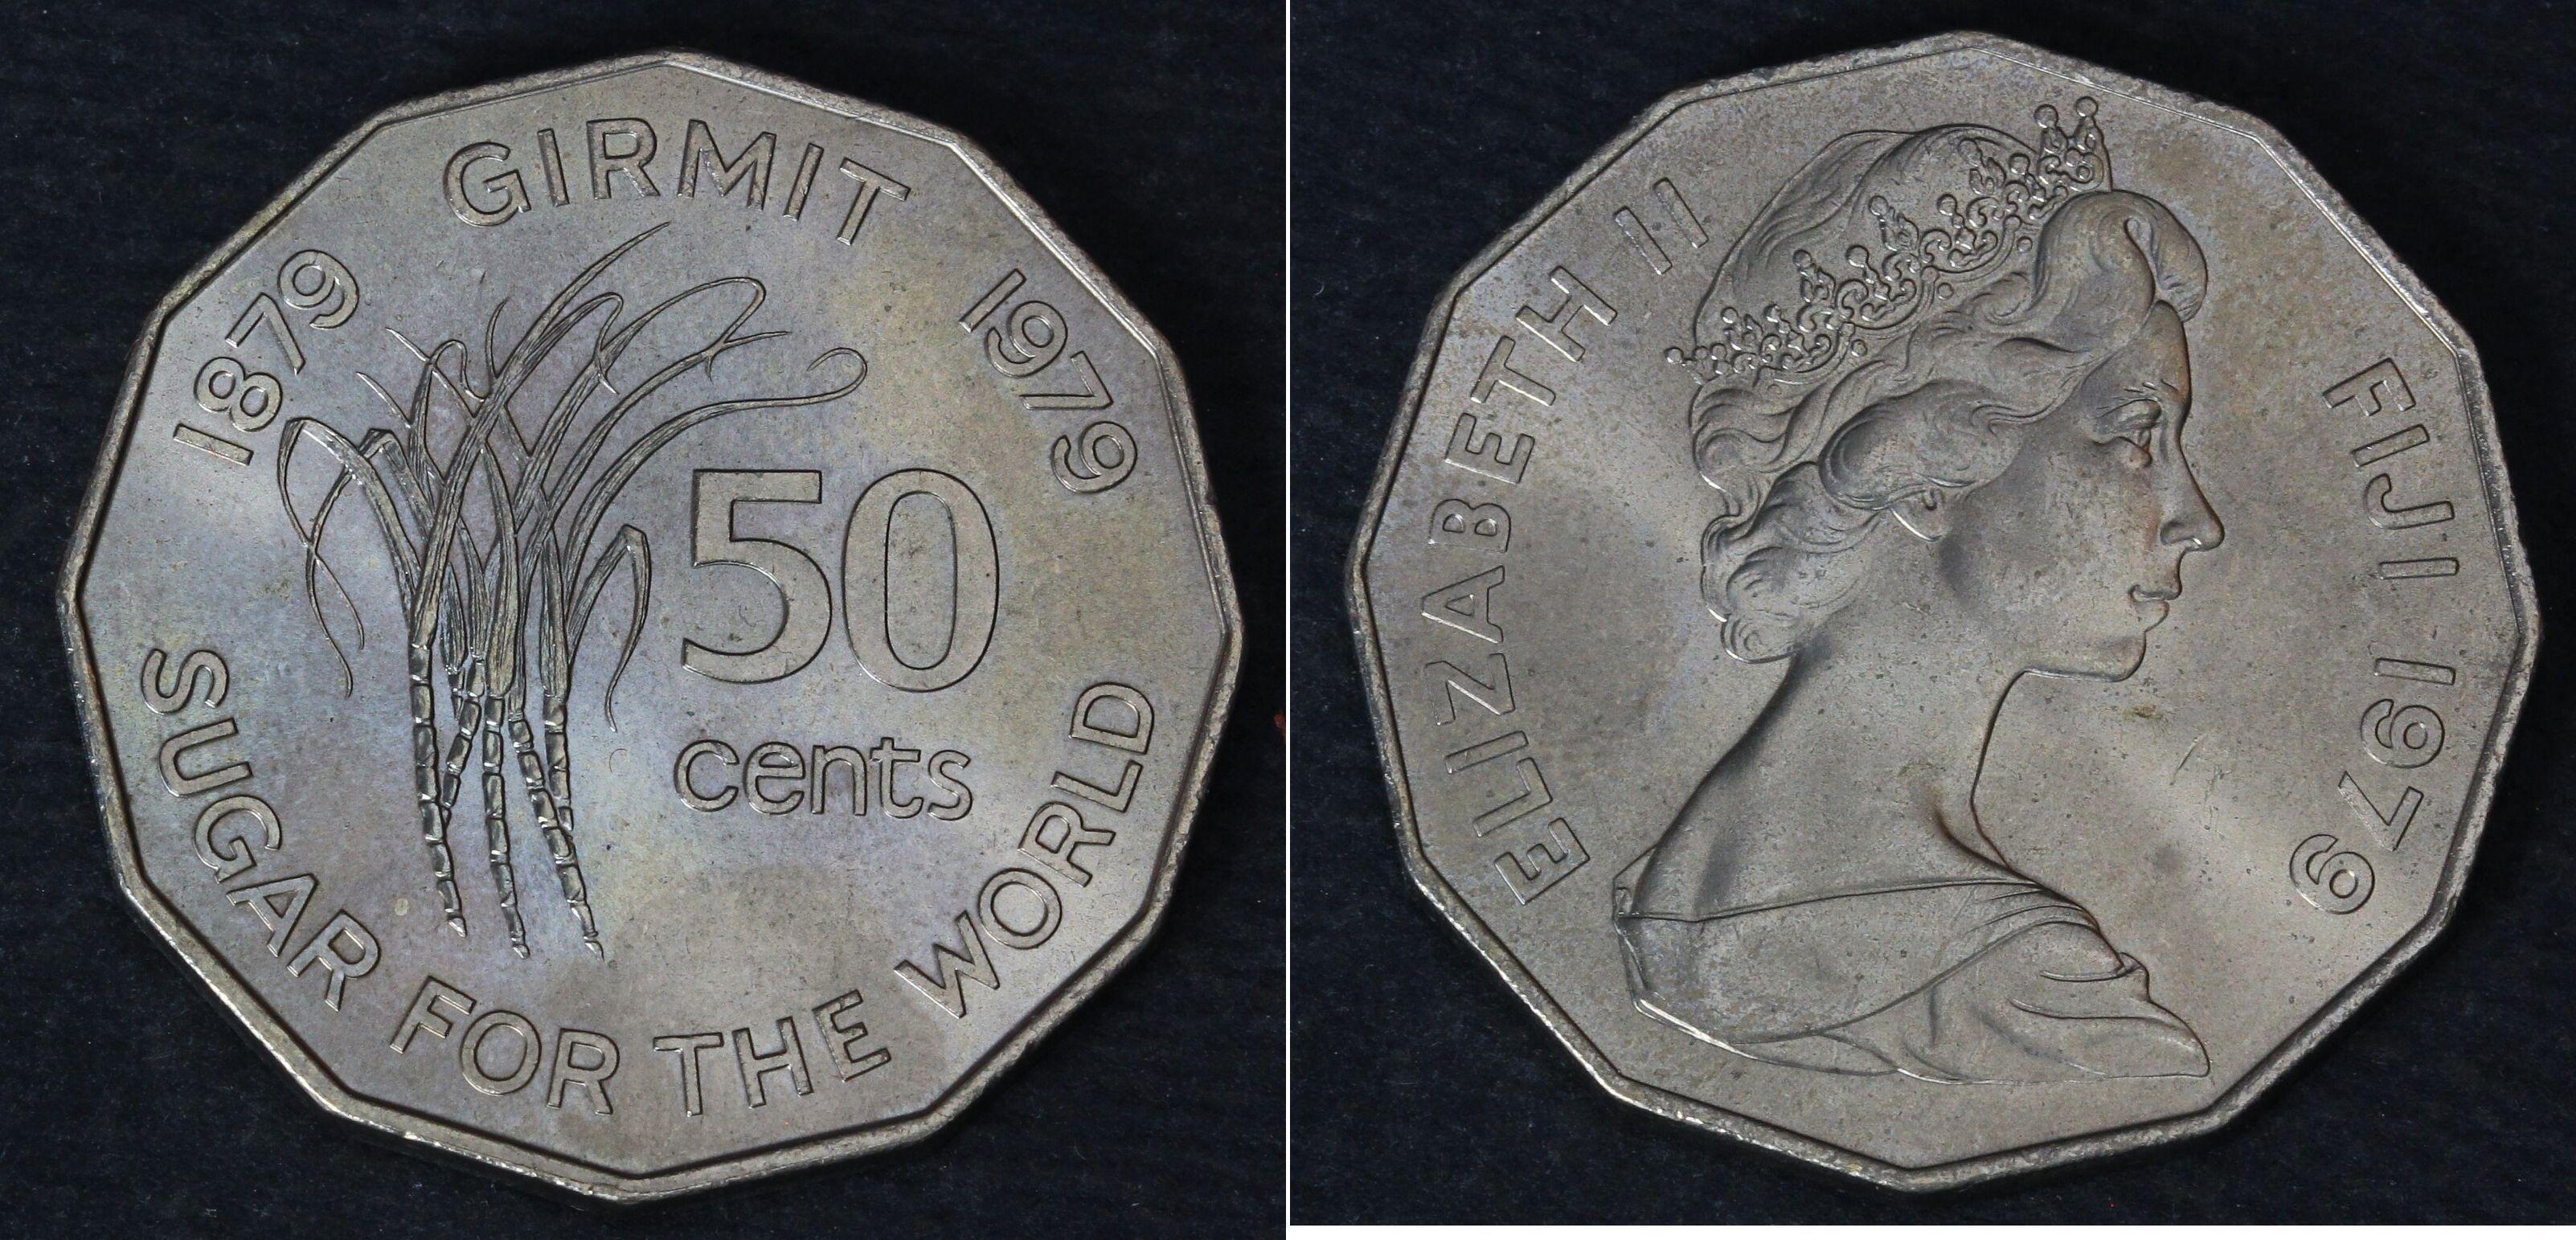 GIRMIT
1879
1979
50
cents
SUGAR FOR THE WORLD
ELIZABETH II
FIJI 1979